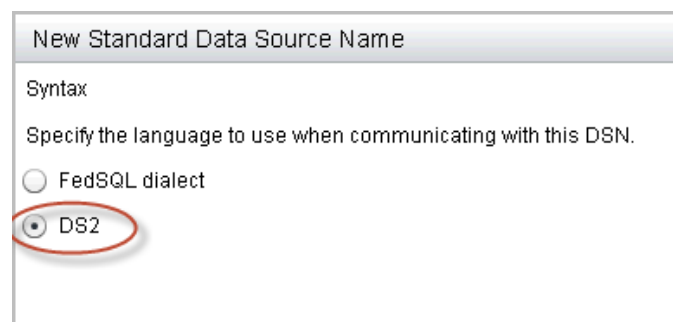 New Standard Data Source Name
Syntax
Specify the language to use when communicating with this DSN.
FedSQL dialect
DS2